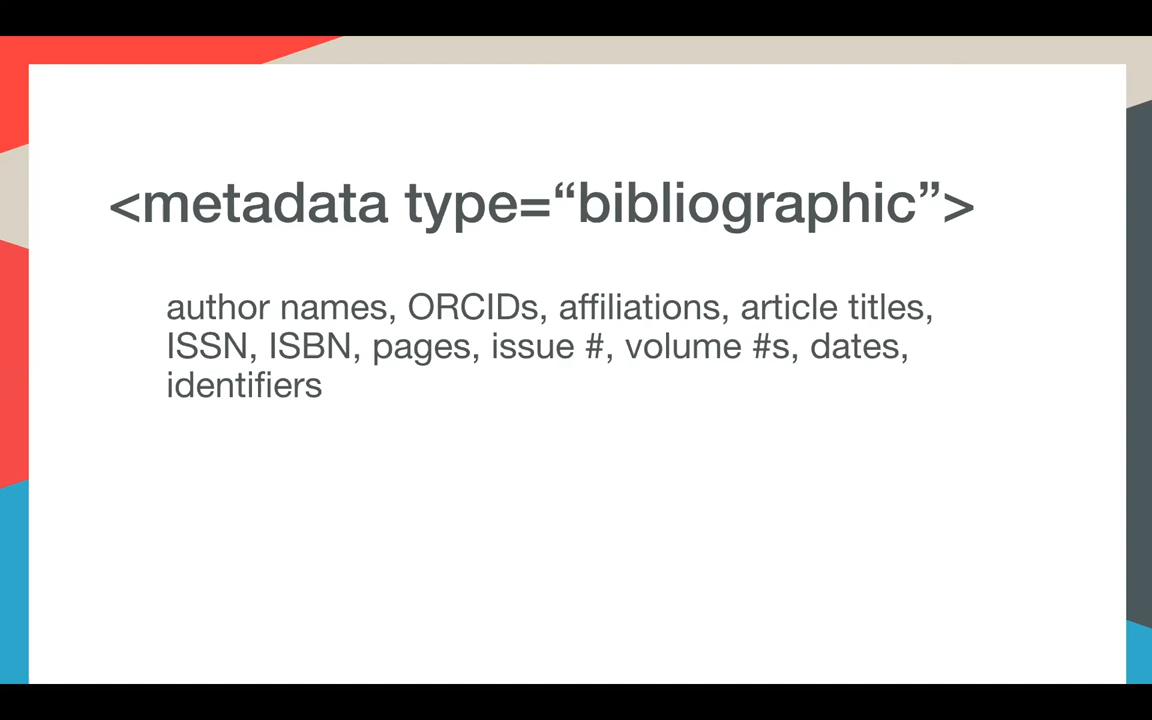 <metadata type=“bibliographic”>
author names, ORCIDs, affiliations, article titles,
ISSN, ISBN, pages, issue #, volume #s, dates,
identifiers